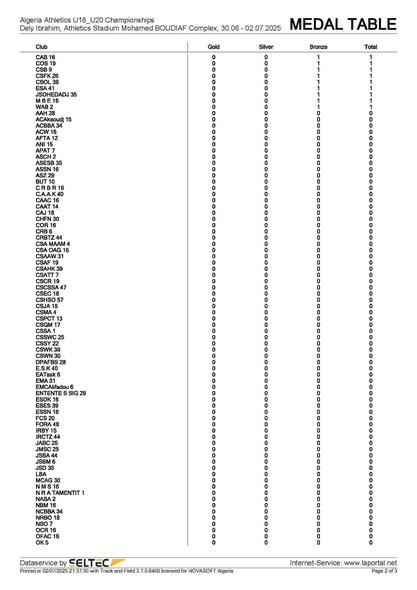 Algeria Athletics U18_U20 Championships
Dely Ibrahim, Athletics Stadium Mohamed BOUDIAF Complex, 30.06 - 02.07.2025 MEDAL TABLE
Club Gold Silver Bronze Total
CAB 16 0 0 1 1
COS 19 0 0 1 1
CSB 9 0 0 1 1
CSFK 26 0 0 1 1
CSOL 39 0 0 1 1
ESA 41 0 0 1 1
JSOHEDADJ 35 0 0 1 1
M B E 16 0 0 1 1
WAB 2 0 0 1 1
AAH 28 0 0 0 0
ACAkaoudj 15 0 0 0 0
ACBBA 34 0 0 0 0
ACW 16 0 0 0 0
AFTA 12 0 0 0 0
ANI 15 0 0 0 0
APAT 7 0 0 0 0
ASCH 2 0 0 0 0
ASESB 35 0 0 0 0
ASSN 16 0 0 0 0
ASZ 29 0 0 0 0
BUT 10 0 0 0 0
C R B R 16 0 0 0 0
C.A.A.K 40 0 0 0 0
CAAC 16 0 0 0 0
CAAT 14 0 0 0 0
CAJ 18 0 0 0 0
CHFN 30 0 0 0 0
COR 16 0 0 0 0
CRB 6 0 0 0 0
CRBTZ 44 0 0 0 0
CSA MAAM 4 0 0 0 0
CSA OAG 16 0 0 0 0
CSAAW 31 0 0 0 0
CSAF 19 0 0 0 0
CSAHK 39 0 0 0 0
CSATT 7 0 0 0 0
CSCR 19 0 0 0 0
CSCSSA 47 0 0 0 0
CSEC 18 0 0 0 0
CSHSO 57 0 0 0 0
CSJA 15 0 0 0 0
CSMA 4 0 0 0 0
CSPCT 13 0 0 0 0
CSQM 17 0 0 0 0
CSSA 1 0 0 0 0
CSSWC 25 0 0 0 0
CSSY 22 0 0 0 0
CSWK 39 0 0 0 0
CSWN 30 0 0 0 0
DPAFBS 28 0 0 0 0
E.S.K 40 0 0 0 0
EATask 6 0 0 0 0
EMA 31 0 0 0 0
EMCAkfadou 6 0 0 0 0
ENTENTE S SIG 29 0 0 0 0
ESDK 16 0 0 0 0
ESES 39 0 0 0 0
ESSN 16 0 0 0 0
FCS 20 0 0 0 0
FORA 48 0 0 0 0
IRBY 15 0 0 0 0
IRCTZ 44 0 0 0 0
JABC 25 0 0 0 0
JMSC 25 0 0 0 0
JSBA 44 0 0 0 0
JSBM 6 0 0 0 0
JSD 35 0 0 0 0
LBA 0 0 0 0
MCAG 30 0 0 0 0
N M S 16 0 0 0 0
N R A TAMENTIT 1 0 0 0 0
NASA 2 0 0 0 0
NBM 16 0 0 0 0
NCBBA 34 0 0 0 0
NRBO 18 0 0 0 0
NSO 7 0 0 0 0
OCR 16 0 0 0 0
OFAC 16 0 0 0 0
OK 5 0 0 0 0
Dataservice by SELTEC Internet-Service: www.laportal.net
Printed at 02/07/2025 21:37:30 with Track and Field 3.1.0.8400 licensed for NOVASOFT Algeria Page 2 of 3